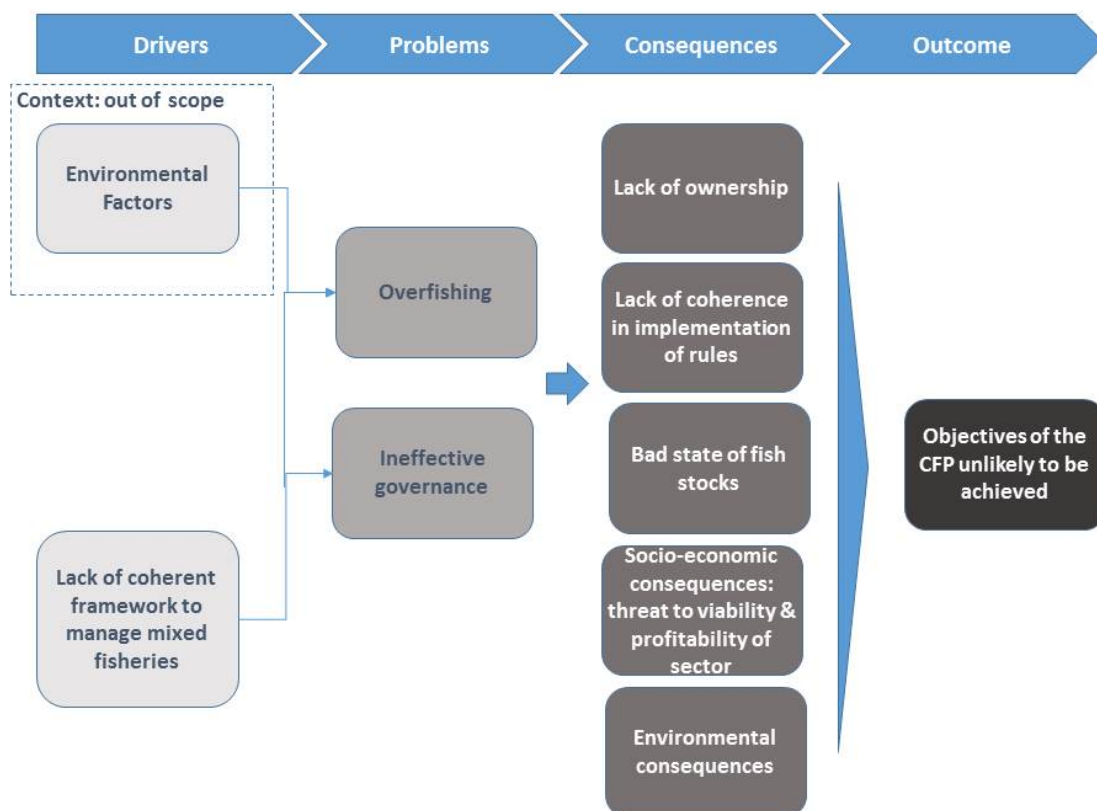 Drivers
Problems
Consequences
Outcome
Context: out of scope
Environmental
Factors
Lack of coherent
framework to
manage mixed
fisheries
Overfishing
Ineffective
governance
Lack of ownership
Lack of coherence
in implementation
of rules
Bad state of fish
stocks
Socio-economic
consequences:
threat to viability &
profitability of
sector
Environmental
consequences
Objectives of the
CFP unlikely to be
achieved